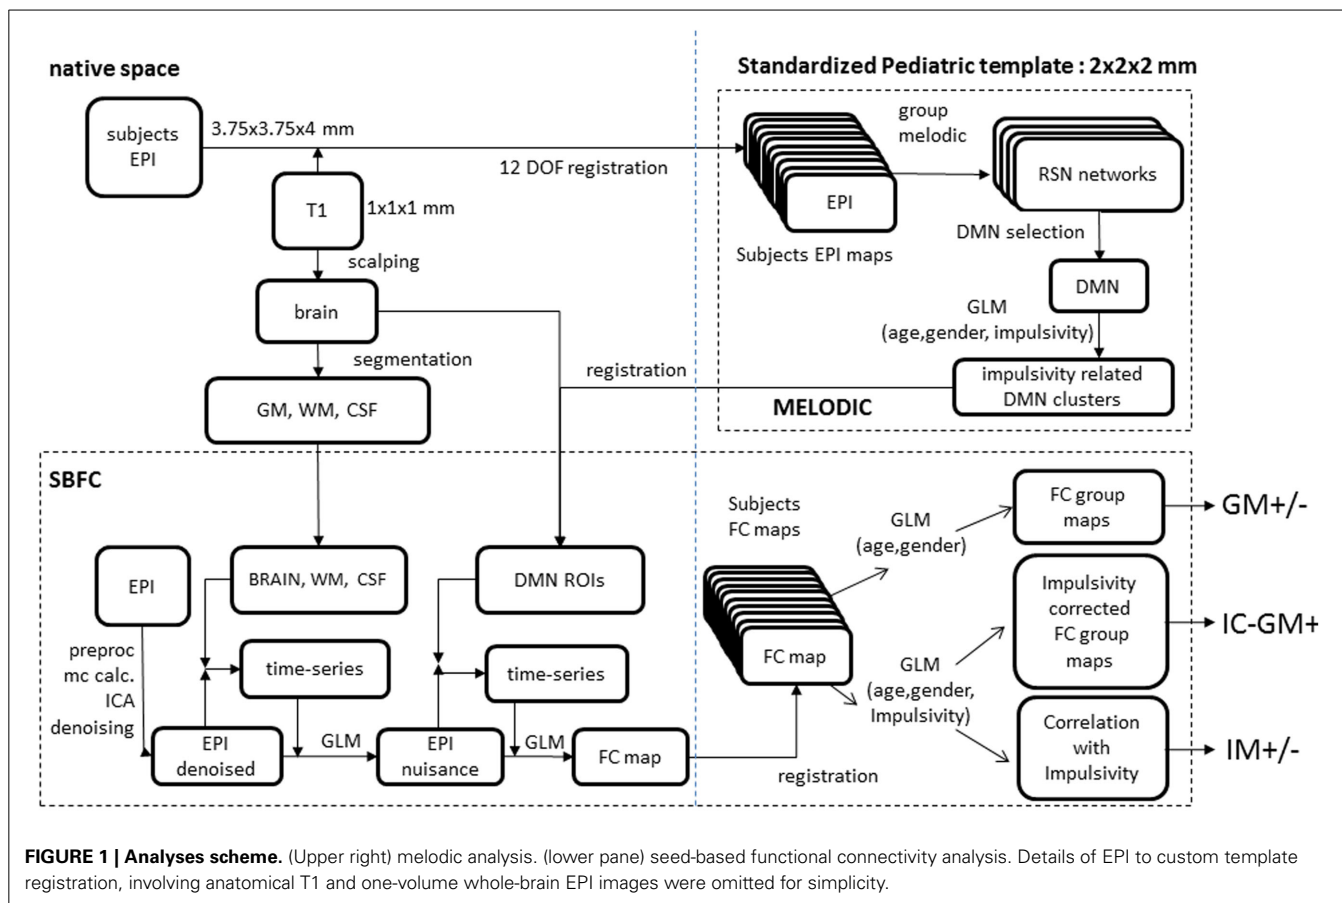 native space
Standardized Pediatric template : 2x2x2 mm
subjects
EPI
3.75x3.75x4 mm
12 DOF registration
T1
1x1x1 mm
scalping
brain
segmentation
GM, WM, CSF
registration
EPI
Subjects EPI maps
group
melodic
RSN networks
DMN selection
DMN
GLM
(age,gender, impulsivity)
impulsivity related
DMN clusters
MELODIC
SBFC
EPI
BRAIN, WM, CSF
DMN ROIs
preproc
mc calc.
ICA
denoising
time-series
time-series
EPI
denoised
GLM
EPI
nuisance
GLM
FC map
registration
Subjects
FC maps
FC map
GLM
(age,gender)
GLM
(age,gender,
Impulsivity)
FC group
maps
GM+/-
Impulsivity
corrected
FC group
maps
IC-GM+
Correlation
with
Impulsivity
IM+/-
FIGURE 1 | Analyses scheme. (Upper right) melodic analysis. (lower pane) seed-based functional connectivity analysis. Details of EPI to custom template
registration, involving anatomical T1 and one-volume whole-brain EPI images were omitted for simplicity.